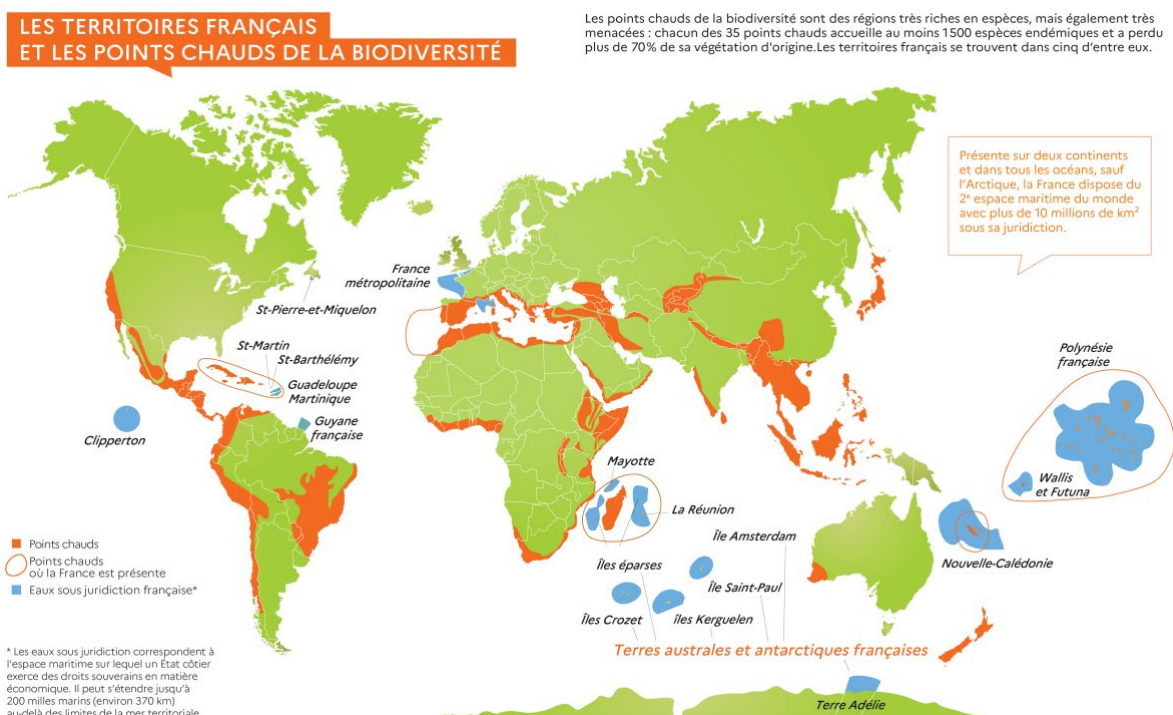 LES TERRITOIRES FRANÇAIS
ET LES POINTS CHAUDS DE LA BIODIVERSITÉ
Les points chauds de la biodiversité sont des régions très riches en espèces, mais également très
menacées : chacun des 35 points chauds accueille au moins 1500 espèces endémiques et a perdu
plus de 70% de sa végétation d'origine.Les territoires français se trouvent dans cinq d'entre eux.
Présente sur deux continents
et dans tous les océans, sauf
l'Arctique, la France dispose du
2e espace maritime du monde
avec plus de 10 millions de km²
sous sa juridiction.
France
métropolitaine
St-Pierre-et-Miquelon
St-Martin
St-Barthélémy
Guadeloupe
Martinique
Guyane
française
Clipperton
Polynésie
française
Wallis
et Futuna
Mayotte
La Réunion
Îles éparses
Île Amsterdam
Île Saint-Paul
Îles Crozet
îles Kerguelen
Nouvelle-Calédonie
Terres australes et antarctiques françaises
Terre Adélie
Points chauds
Points chauds
où la France est présente
Eaux sous juridiction française*
* Les eaux sous juridiction correspondent à
l'espace maritime sur lequel un État côtier
exerce des droits souverains en matière
économique. Il peut s'étendre jusqu'à
200 milles marins (environ 370 km)
au-delà des limites de la mer territoriale